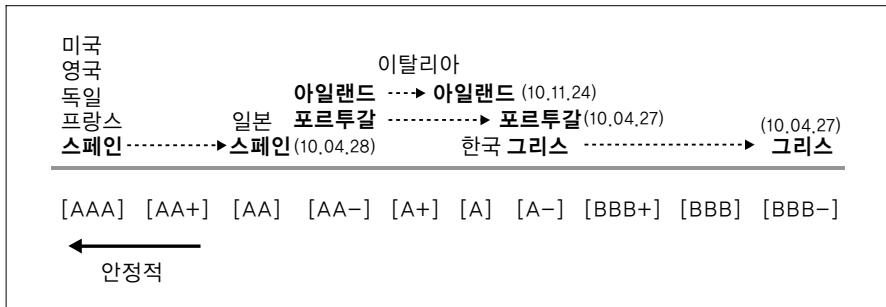 미국
영국 이탈리아
독일 아일랜드 아일랜드 (10.11.24)
프랑스 일본 포르투갈 포르투갈(10.04.27) (10.04.27)
스페인 스페인(10.04.28) 한국 그리스 그리스
[AAA] [AA+] [AA] [AA−] [A+] [A] [A−] [BBB+] [BBB] [BBB−]
안정적